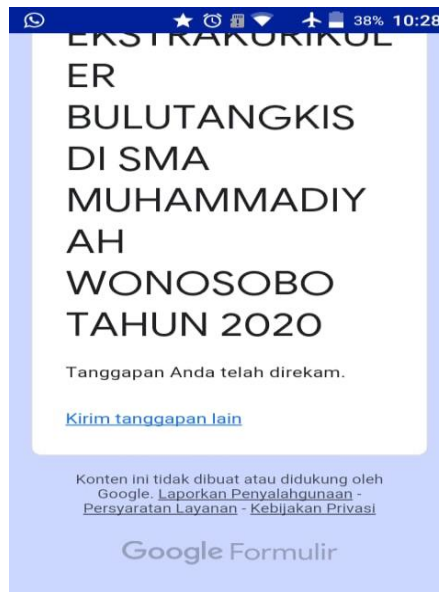 38% 10:28
EKSTRAKURIKUL
ER
BULUTANGKIS
DI SMA
MUHAMMADIY
AH
WONOSOBO
TAHUN 2020
Tanggapan Anda telah direkam.
Kirim tanggapan lain
Konten ini tidak dibuat atau didukung oleh
Google. Laporkan Penyalahgunaan -
Persyaratan Layanan - Kebijakan Privasi
Google Formulir